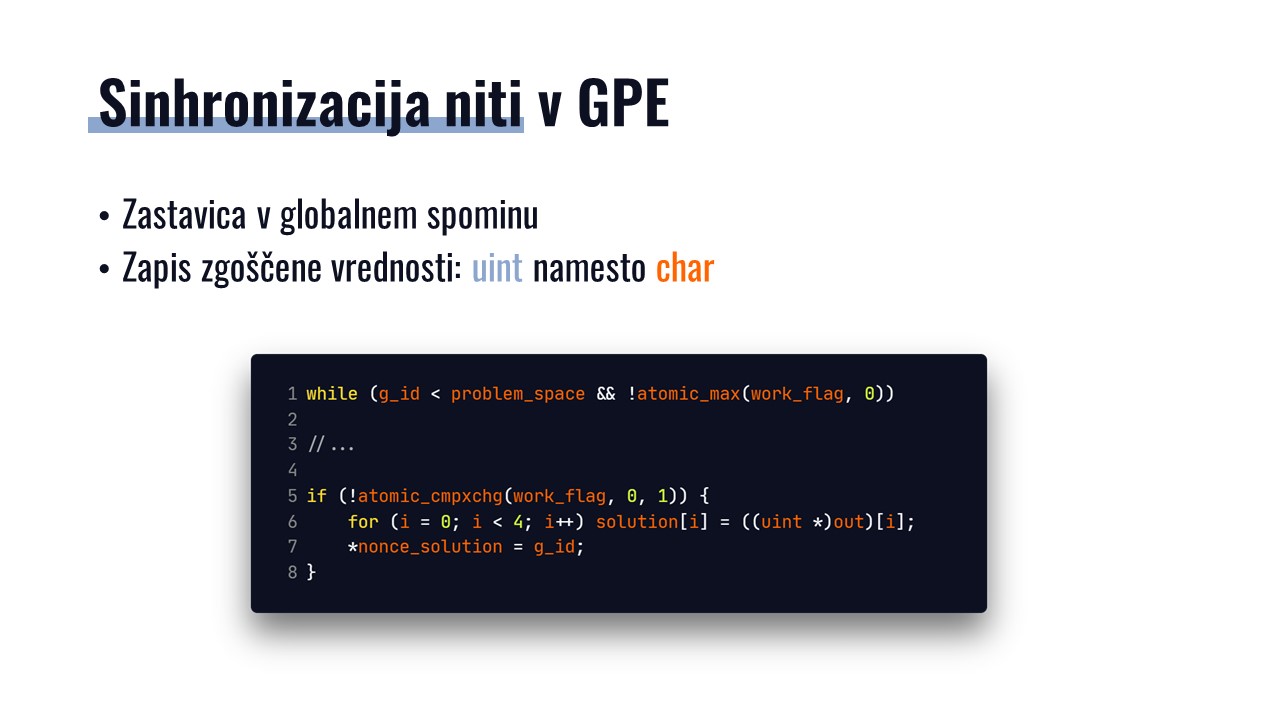 Sinhronizacija niti v GPE
• Zastavica v globalnem spominu
• Zapis zgoščene vrednosti: uint namesto char
1 while (g_id < problem_space && !atomic_max(work_flag, 0))
2
3 //...
4
5 if (!atomic_cmpxchg(work_flag, 0, 1)) {
6     for (i = 0; i < 4; i++) solution[i] = ((uint *)out)[i];
7     *nonce_solution = g_id;
8 }